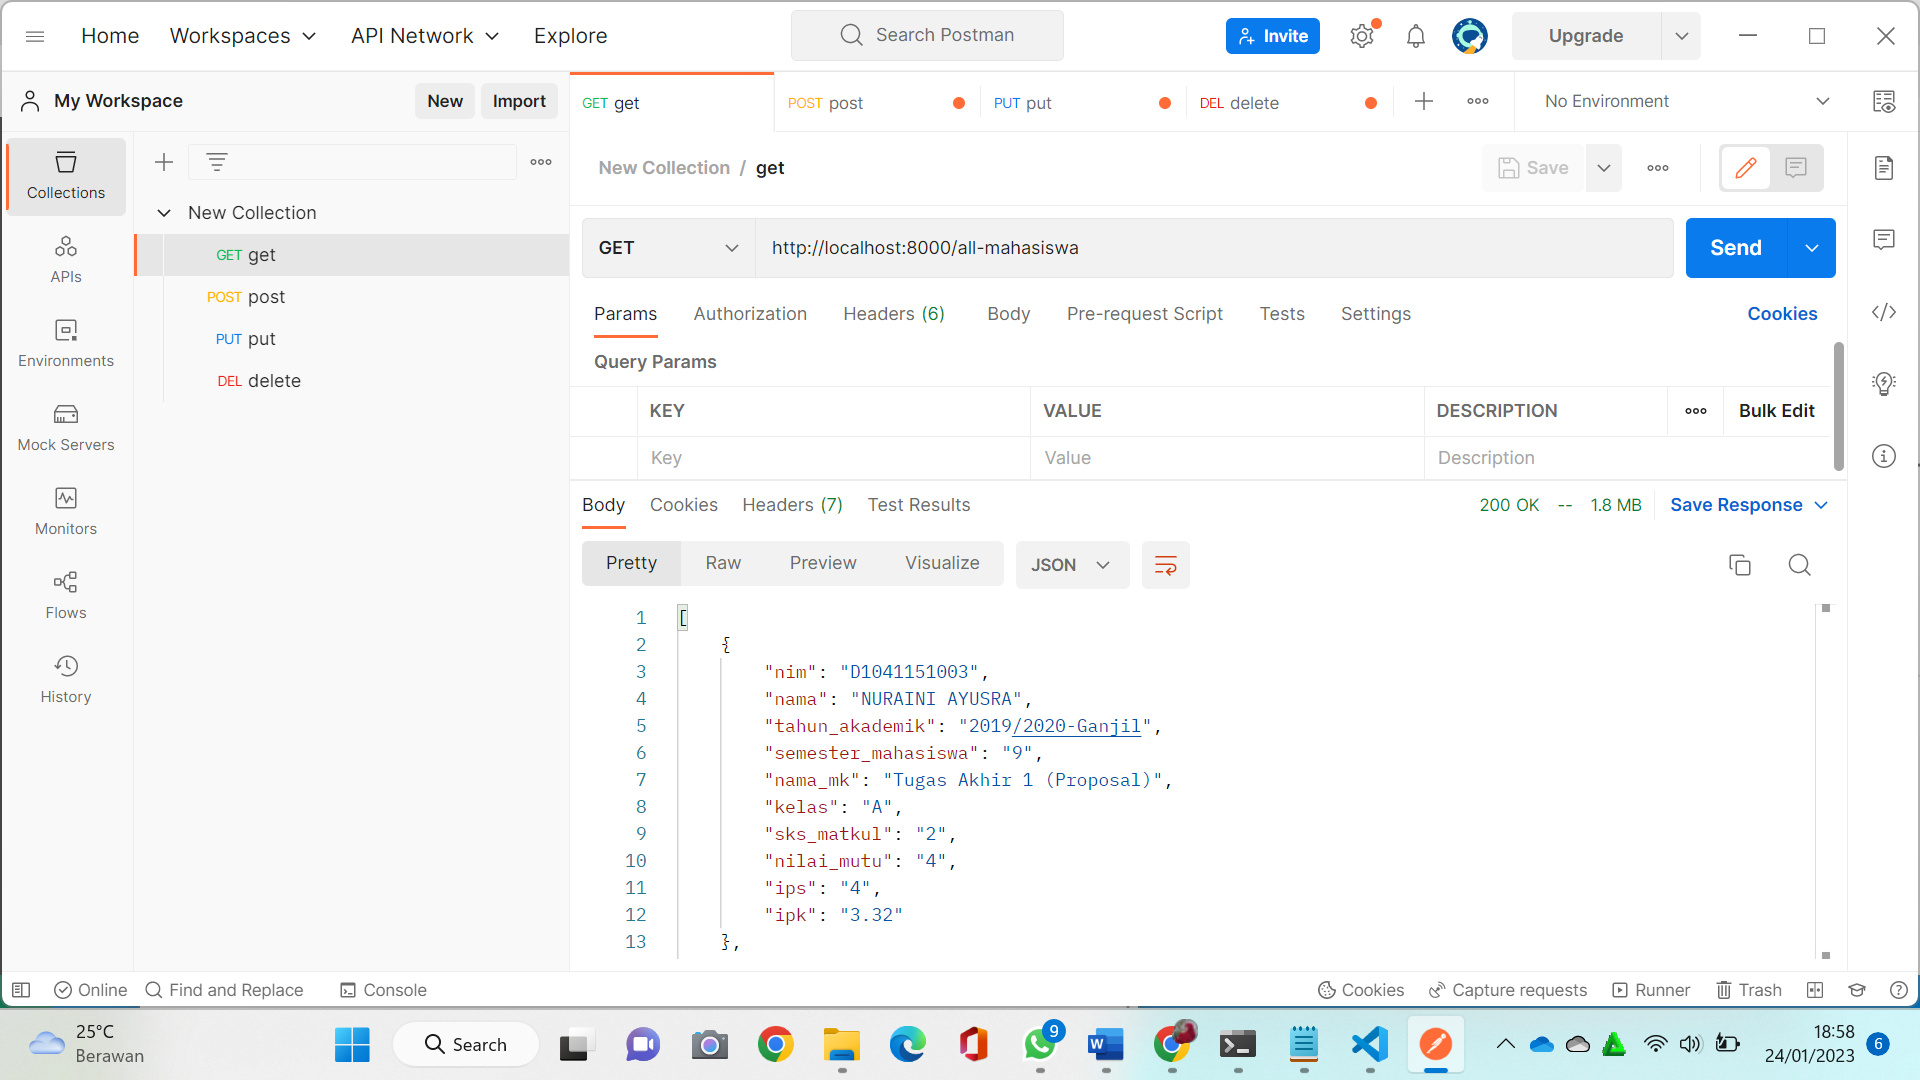 Home
Workspaces
API Network
Explore
Search Postman
Invite
Upgrade
My Workspace
New
Import
GET get
POST post
PUT put
DEL delete
No Environment
Collections
APIs
Environments
Mock Servers
Monitors
Flows
History
New Collection
GET get
POST post
PUT put
DEL delete
New Collection / get
Save
GET
http://localhost:8000/all-mahasiswa
Send
Params
Authorization
Headers (6)
Body
Pre-request Script
Tests
Settings
Cookies
Query Params
KEY
VALUE
DESCRIPTION
Bulk Edit
Key
Value
Description
Body
Cookies
Headers (7)
Test Results
200 OK -- 1.8 MB
Save Response
Pretty
Raw
Preview
Visualize
JSON
1 [
2 {
3 "nim": "D1041151003",
4 "nama": "NURAINI AYUSRA",
5 "tahun_akademik": "2019/2020-Ganjil",
6 "semester_mahasiswa": "9",
7 "nama_mk": "Tugas Akhir 1 (Proposal)",
8 "kelas": "A",
9 "sks_matkul": "2",
10 "nilai_mutu": "4",
11 "ips": "4",
12 "ipk": "3.32"
13 },
Online
Find and Replace
Console
Cookies
Capture requests
Runner
Trash
25°C
Berawan
Search
9
18:58
24/01/2023
6